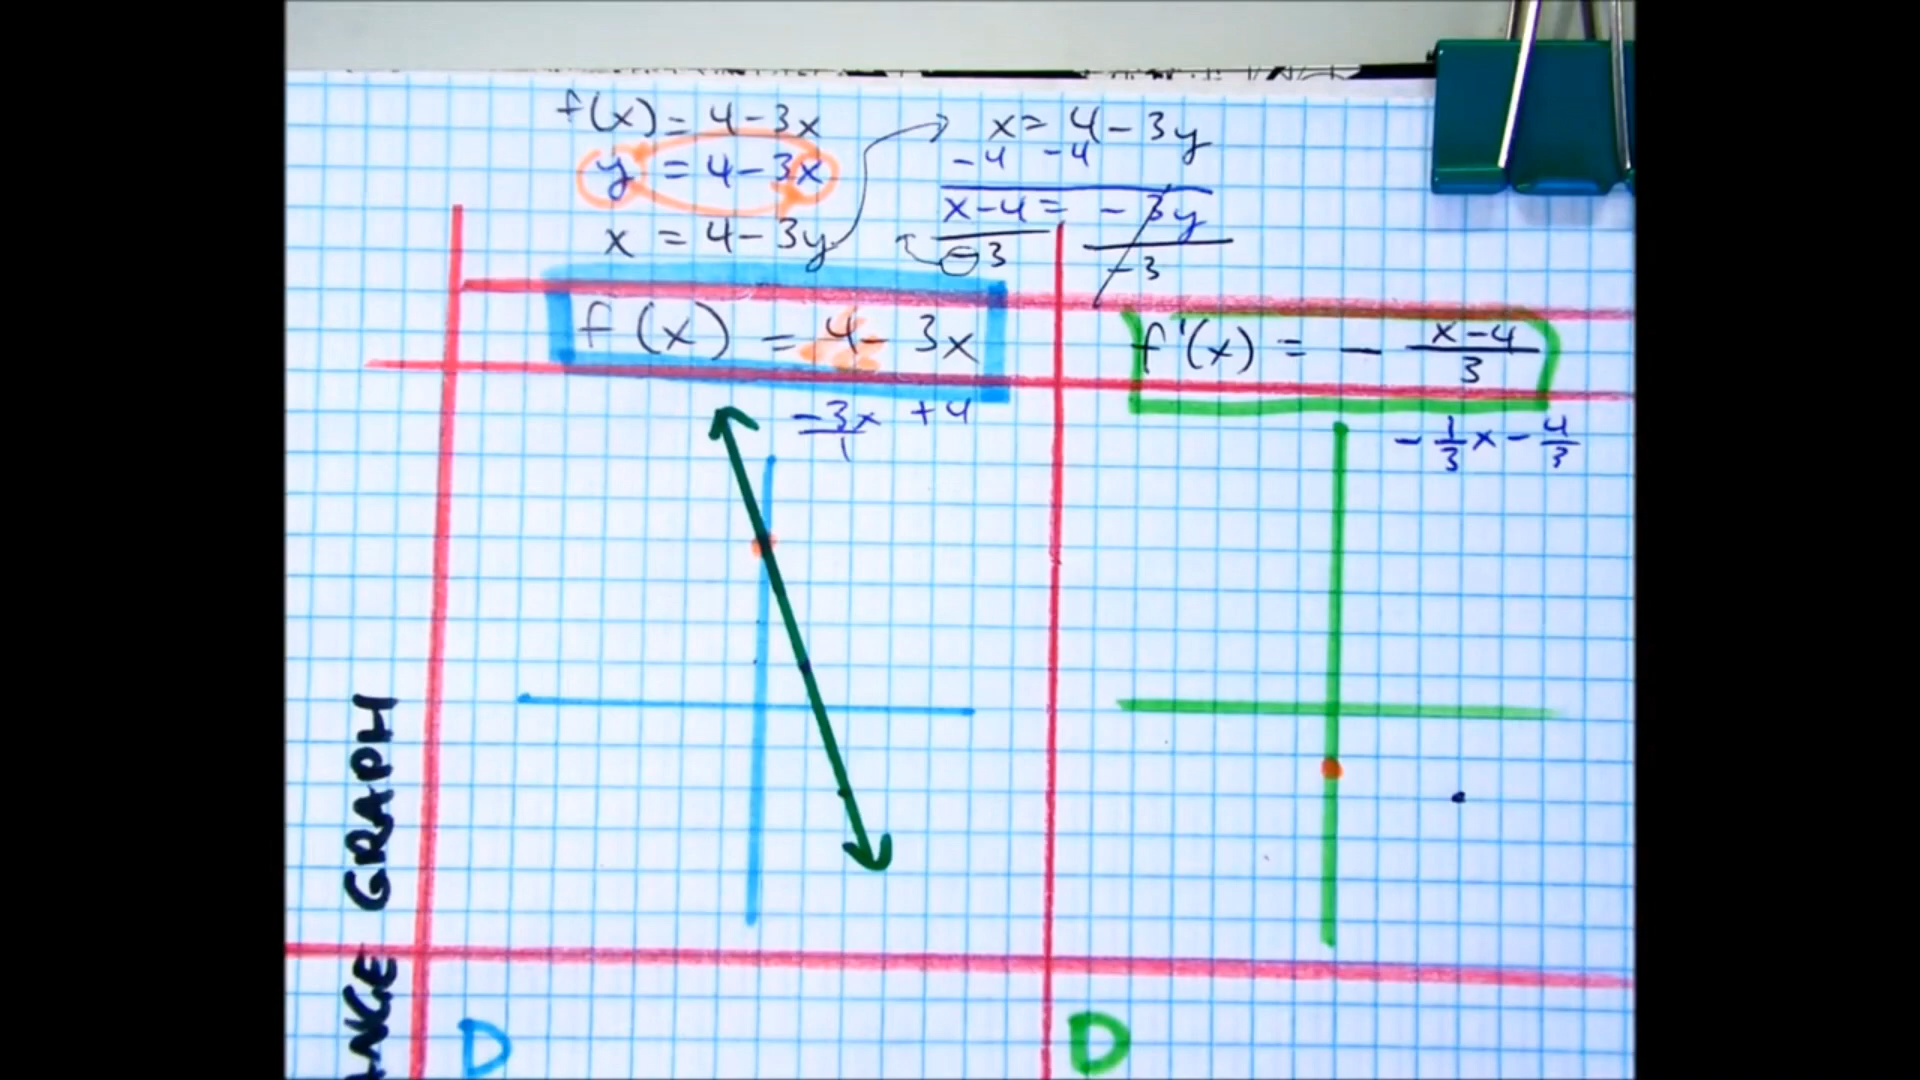 f(x) = 4 - 3x
y = 4 - 3x
x = 4 - 3y
x = 4 - 3y
-4 -4
x - 4 = - 3y
-3 -3
f(x) = 4 - 3x
-3x/1 + 4
f'(x) = - (x-4)/3
- 1/3 x - 4/3
NGE GRAPH
D
D